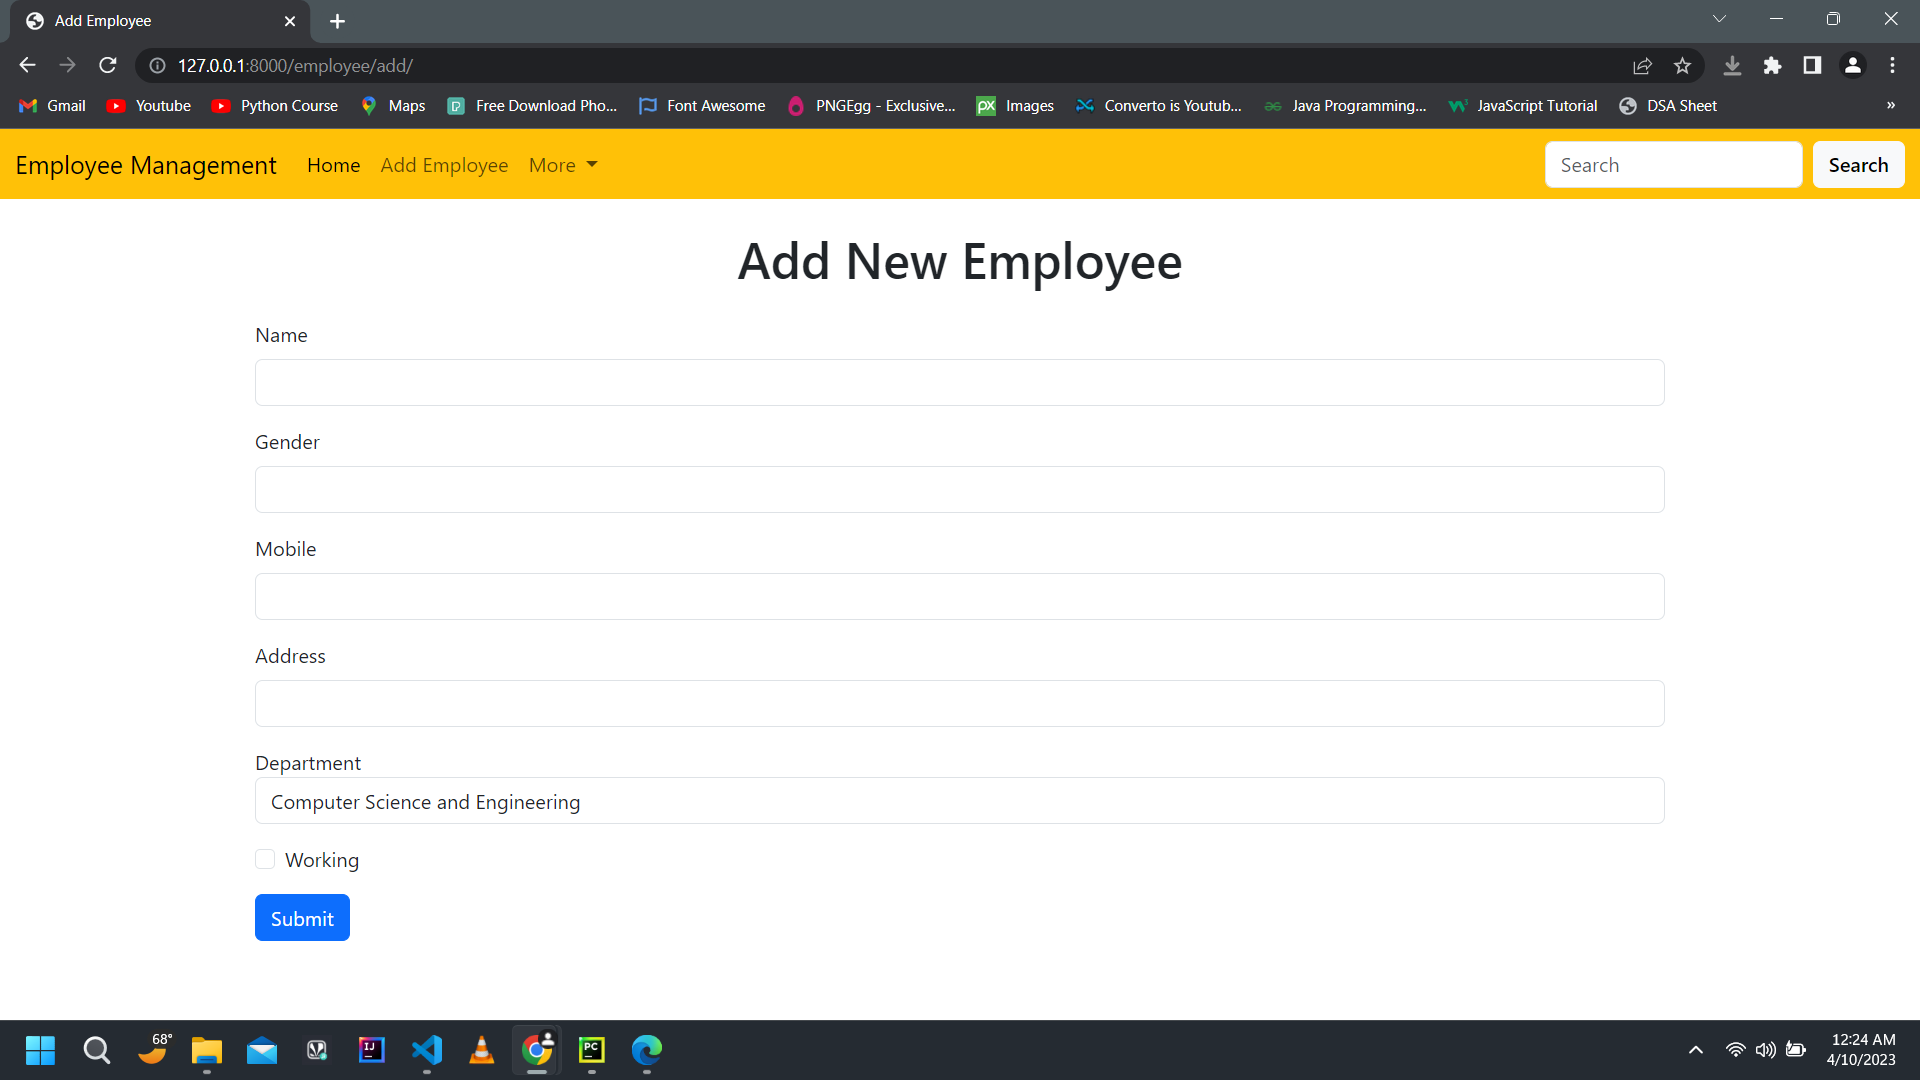 Add Employee
127.0.0.1:8000/employee/add/
Gmail Youtube Python Course Maps Free Download Pho... Font Awesome PNGEgg - Exclusive... Images Converto is Youtub... Java Programming... JavaScript Tutorial DSA Sheet »
Employee Management Home Add Employee More Search Search
Add New Employee
Name
Gender
Mobile
Address
Department
Computer Science and Engineering
Working
Submit
68°
12:24 AM
4/10/2023